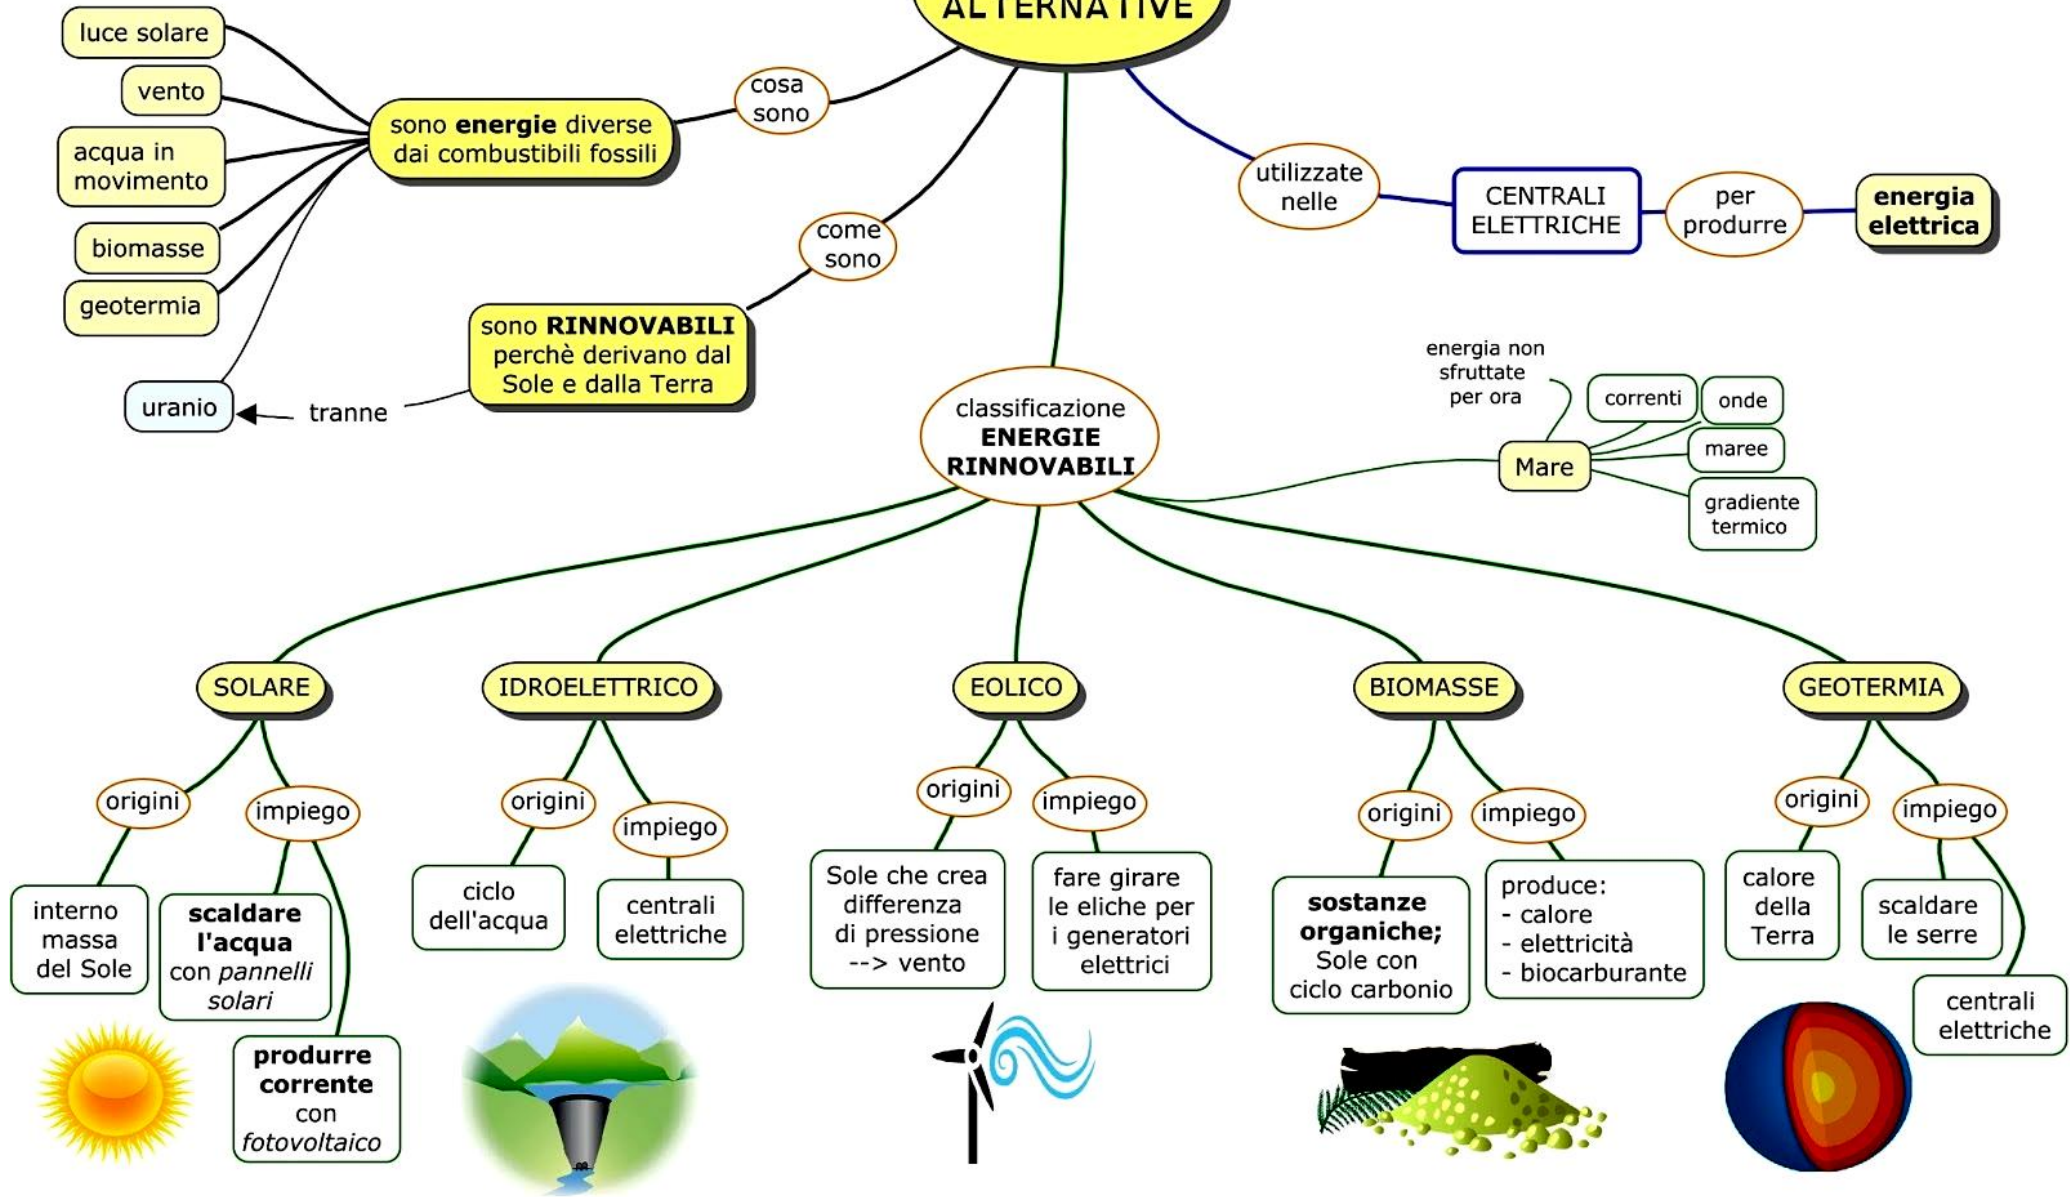 ALTERNATIVE
luce solare
vento
acqua in
movimento
biomasse
geotermia
uranio
sono energie diverse
dai combustibili fossili
cosa
sono
come
sono
sono RINNOVABILI
perchè derivano dal
Sole e dalla Terra
tranne
utilizzate
nelle
CENTRALI
ELETTRICHE
per
produrre
energia
elettrica
classificazione
ENERGIE
RINNOVABILI
energia non
sfruttate
per ora
Mare
correnti
onde
maree
gradiente
termico
SOLARE
origini
impiego
interno
massa
del Sole
scaldare
l'acqua
con pannelli
solari
produrre
corrente
con
fotovoltaico
IDROELETTRICO
origini
impiego
ciclo
dell'acqua
centrali
elettriche
EOLICO
origini
impiego
Sole che crea
differenza
di pressione
--> vento
fare girare
le eliche per
i generatori
elettrici
BIOMASSE
origini
impiego
sostanze
organiche;
Sole con
ciclo carbonio
produce:
- calore
- elettricità
- biocarburante
GEOTERMIA
origini
impiego
calore
della
Terra
scaldare
le serre
centrali
elettriche